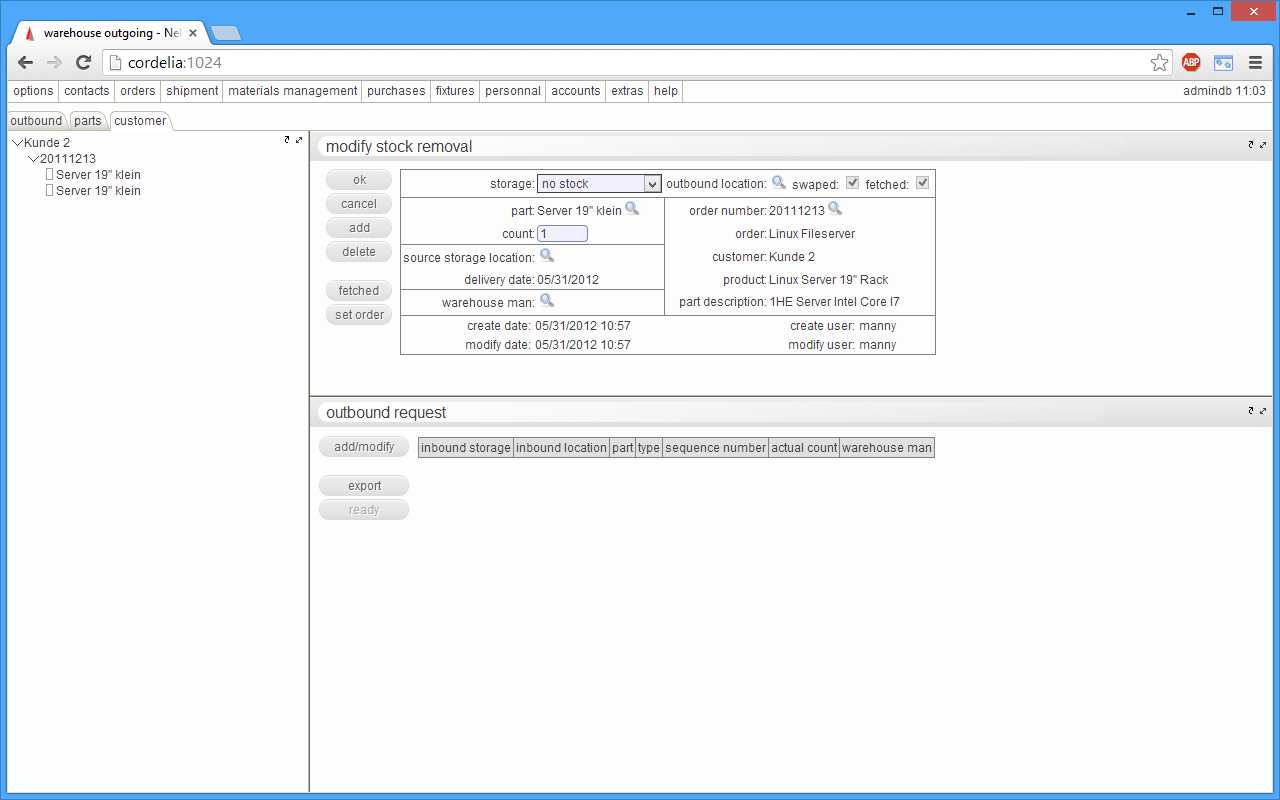 warehouse outgoing - Nel
cordelia:1024
ABP
options contacts orders shipment materials management purchases fixtures personnal accounts extras help admindb 11:03
outbound parts customer
Kunde 2
20111213
Server 19" klein
Server 19" klein
modify stock removal
ok
cancel
add
delete
fetched
set order
storage: no stock outbound location: swaped: fetched:
part: Server 19" klein
count: 1
source storage location:
delivery date: 05/31/2012
warehouse man:
order number: 20111213
order: Linux Fileserver
customer: Kunde 2
product: Linux Server 19" Rack
part description: 1HE Server Intel Core I7
create date: 05/31/2012 10:57 create user: manny
modify date: 05/31/2012 10:57 modify user: manny
outbound request
add/modify
export
ready
inbound storage inbound location part type sequence number actual count warehouse man